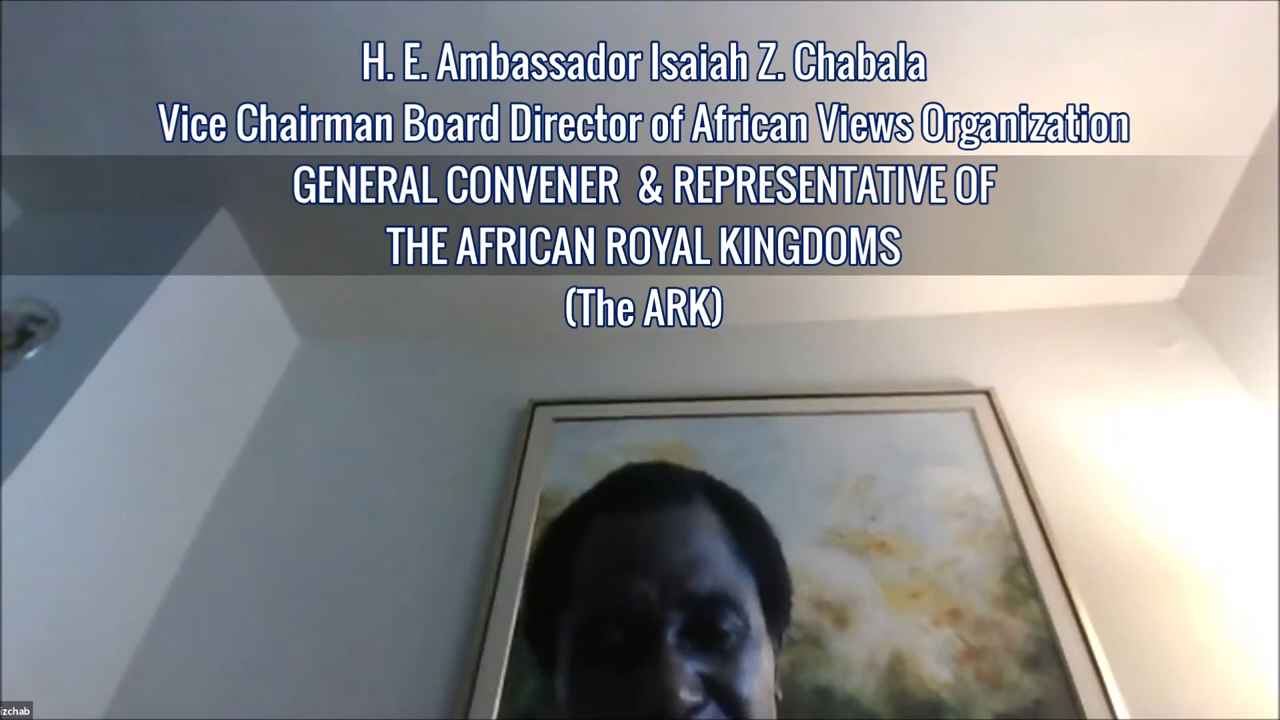 H. E. Ambassador Isaiah Z. Chabala
Vice Chairman Board Director of African Views Organization
GENERAL CONVENER & REPRESENTATIVE OF
THE AFRICAN ROYAL KINGDOMS
(The ARK)
izchab